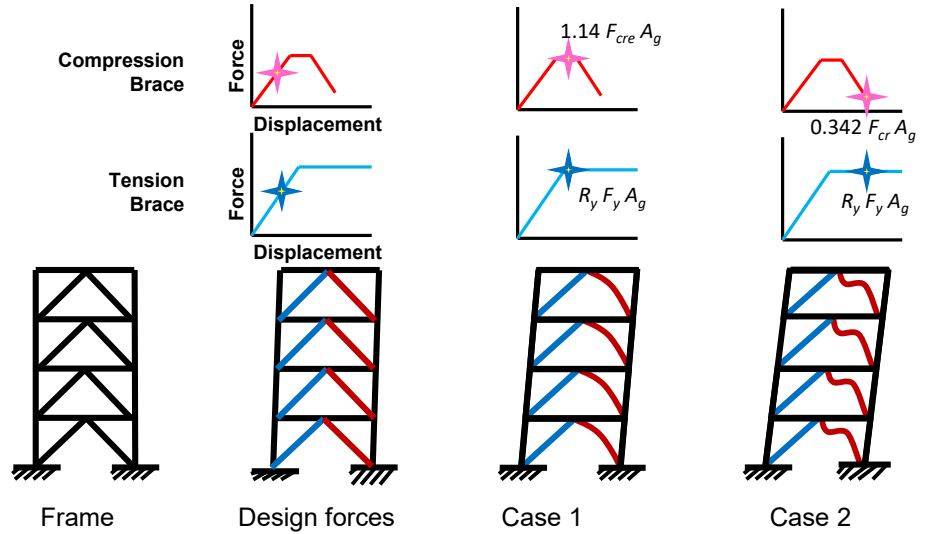 Compression
Brace
Force
Displacement
1.14 F_cre A_g
0.342 F_cr A_g
Tension
Brace
Force
Displacement
R_y F_y A_g
R_y F_y A_g
Frame
Design forces
Case 1
Case 2